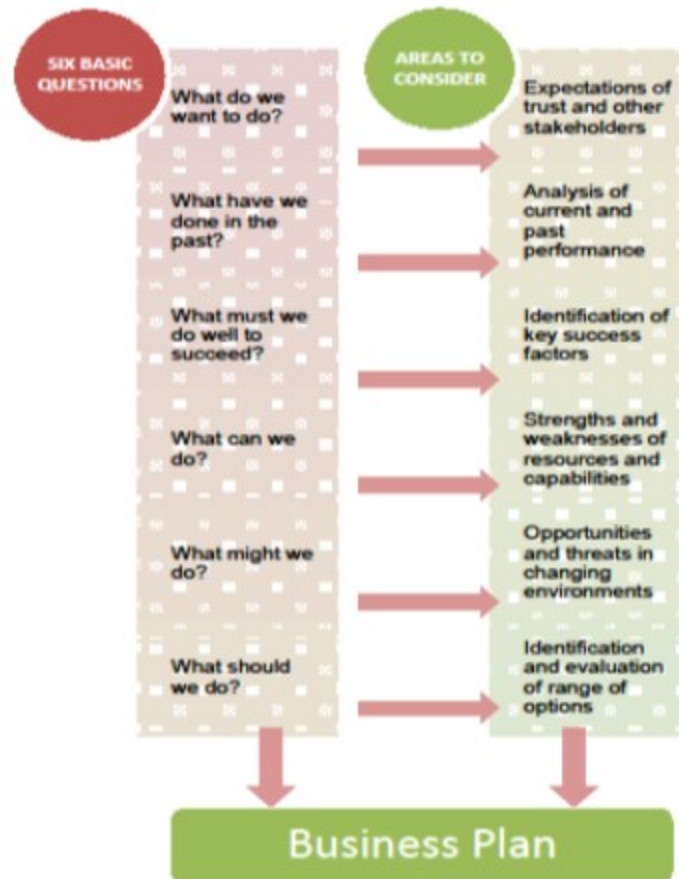 SIX BASIC
QUESTIONS
AREAS TO
CONSIDER
What do we
want to do?
Expectations of
trust and other
stakeholders
What have we
done in the
past?
Analysis of
current and
past
performance
What must we
do well to
succeed?
Identification of
key success
factors
What can we
do?
Strengths and
weaknesses of
resources and
capabilities
What might we
do?
Opportunities
and threats in
changing
environments
What should
we do?
Identification
and evaluation
of range of
options
Business Plan